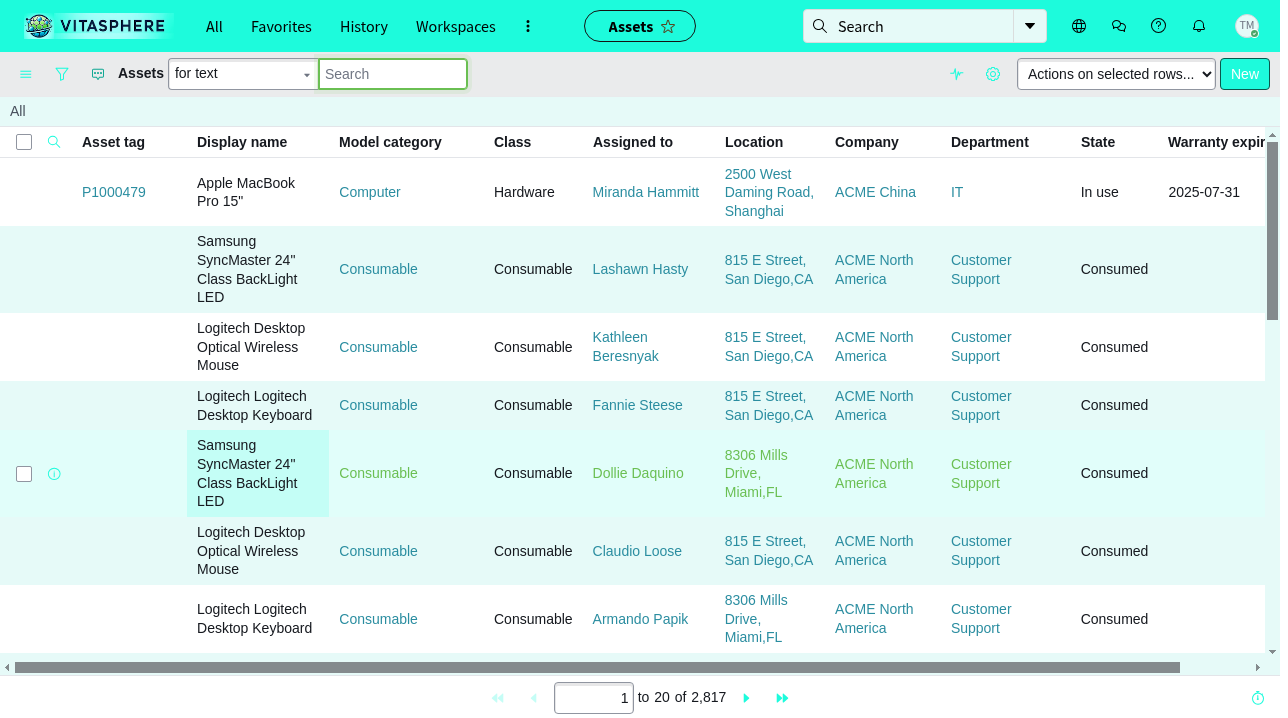 VITASPHERE All Favorites History Workspaces Assets Search TM
Assets for text Search Actions on selected rows... New
All
Asset tag Display name Model category Class Assigned to Location Company Department State Warranty expir
P1000479 Apple MacBook Pro 15" Computer Hardware Miranda Hammitt 2500 West Daming Road, Shanghai ACME China IT In use 2025-07-31
Samsung SyncMaster 24" Class BackLight LED Consumable Consumable Lashawn Hasty 815 E Street, San Diego,CA ACME North America Customer Support Consumed
Logitech Desktop Optical Wireless Mouse Consumable Consumable Kathleen Beresnyak 815 E Street, San Diego,CA ACME North America Customer Support Consumed
Logitech Logitech Desktop Keyboard Consumable Consumable Fannie Steese 815 E Street, San Diego,CA ACME North America Customer Support Consumed
Samsung SyncMaster 24" Class BackLight LED Consumable Consumable Dollie Daquino 8306 Mills Drive, Miami,FL ACME North America Customer Support Consumed
Logitech Desktop Optical Wireless Mouse Consumable Consumable Claudio Loose 815 E Street, San Diego,CA ACME North America Customer Support Consumed
Logitech Logitech Desktop Keyboard Consumable Consumable Armando Papik 8306 Mills Drive, Miami,FL ACME North America Customer Support Consumed
1 to 20 of 2,817